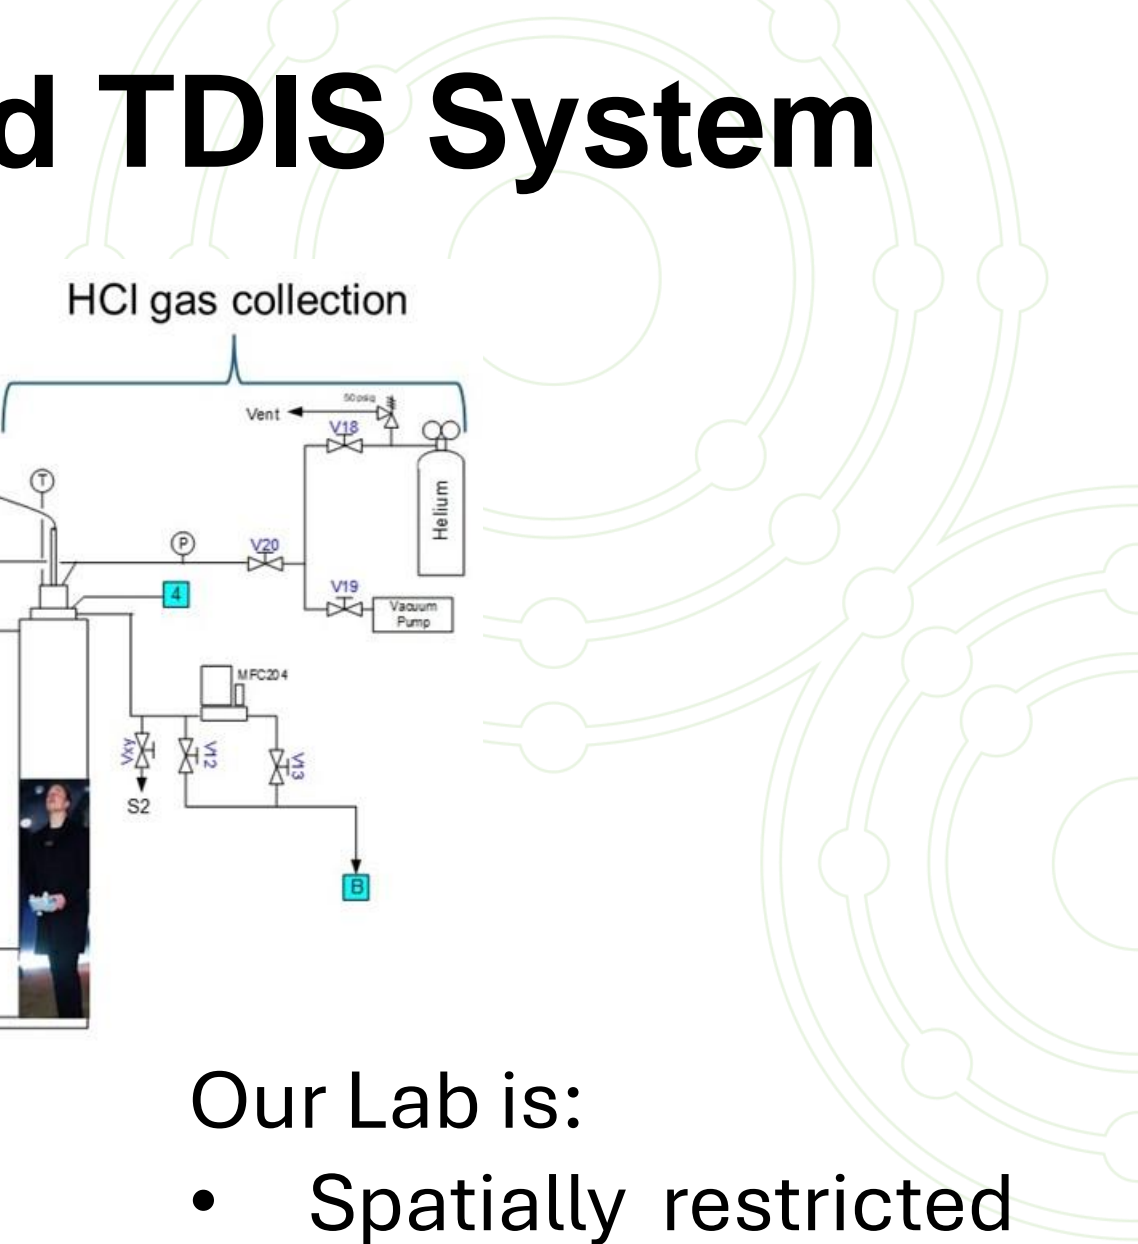 d TDIS System
HCl gas collection
50 psig
Vent
V18
T
Helium
P
V20
4
V19
Vacuum
Pump
MFC204
Vxy
V12
V13
S2
B
Our Lab is:
• Spatially restricted